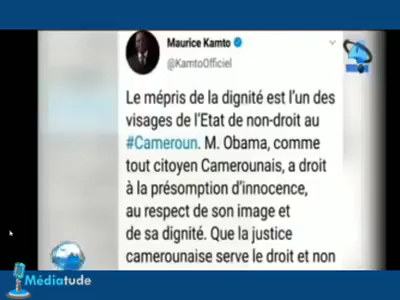 Maurice Kamto
@KamtoOfficiel
Le mépris de la dignité est l'un des
visages de l'Etat de non-droit au
#Cameroun. M. Obama, comme
tout citoyen Camerounais, a droit
à la présomption d'innocence,
au respect de son image et
de sa dignité. Que la justice
camerounaise serve le droit et non
Médiatude